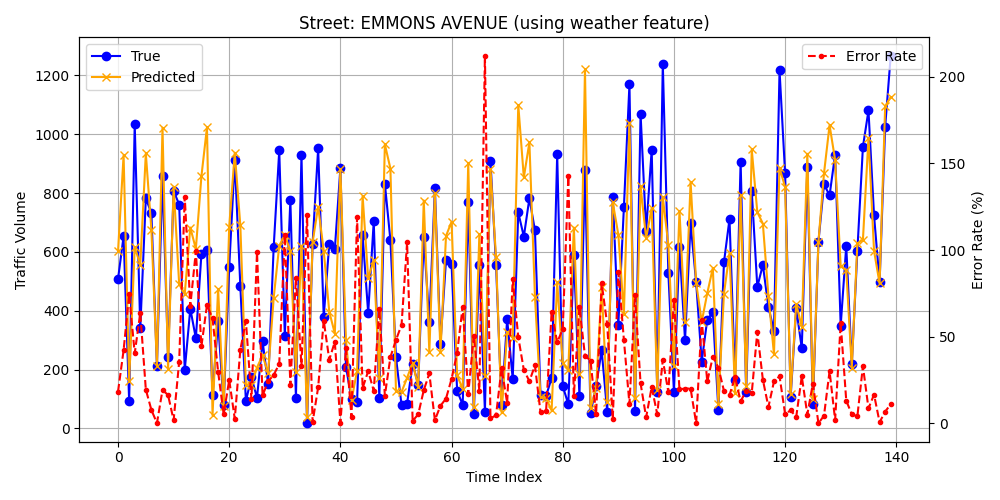 Street: EMMONS AVENUE (using weather feature)
True
Predicted
Error Rate
Traffic Volume
1200
1000
800
600
400
200
0
Error Rate (%)
200
150
100
50
0
0 20 40 60 80 100 120 140
Time Index